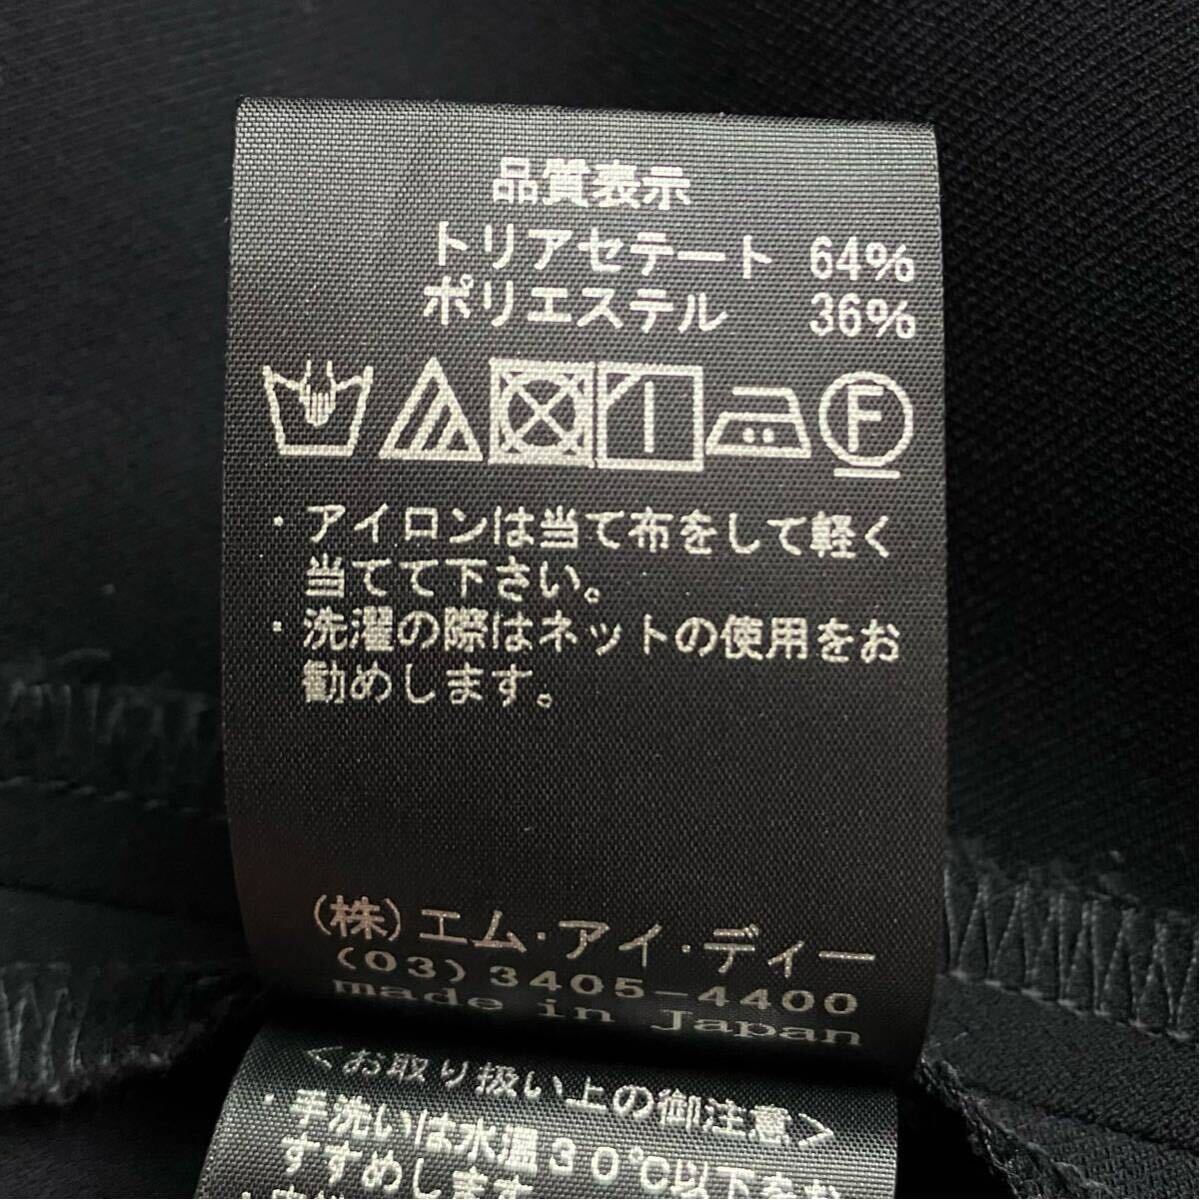 品質表示
トリアセテート 64%
ポリエステル 36%
F
・アイロンは当て布をして軽く
当てて下さい。
・洗濯の際はネットの使用をお
勧めします。
(株)エム・アイ・ディー
(03)3405-4400
made in Japan
<お取り扱い上の御注意>
・手洗いは水温30℃以下をお
すすめします。